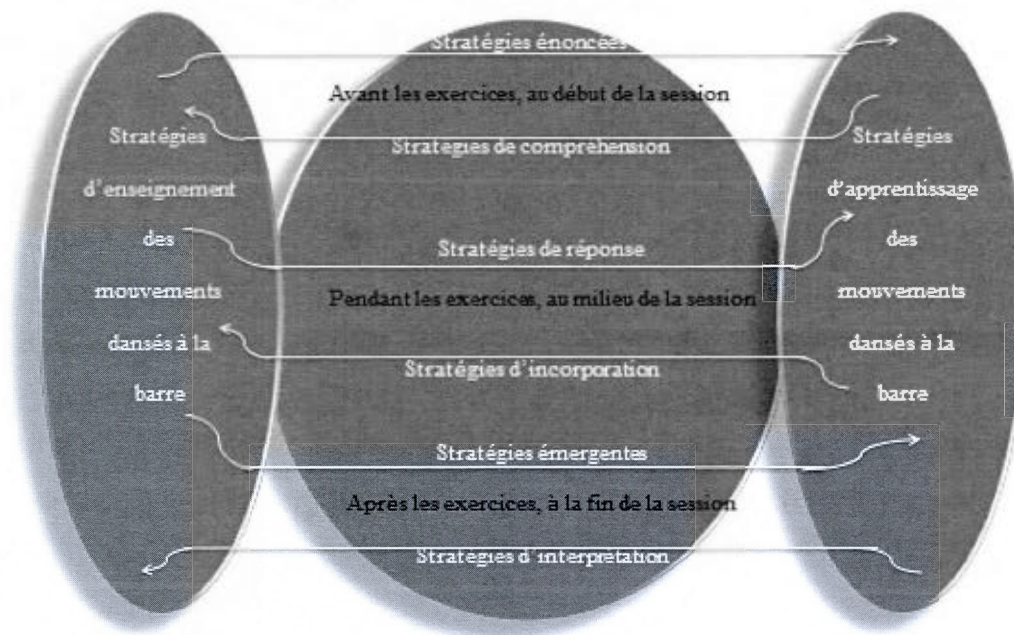 Stratégies énoncées
Avant les exercices, au début de la session
Stratégies de compréhension
Stratégies
d'enseignement
des
mouvements
dansés à la
barre
Stratégies de réponse
Pendant les exercices, au milieu de la session
Stratégies d'incorporation
Stratégies émergentes
Après les exercices, à la fin de la session
Stratégies d'interprétation
Stratégies
d'apprentissage
des
mouvements
dansés à la
barre